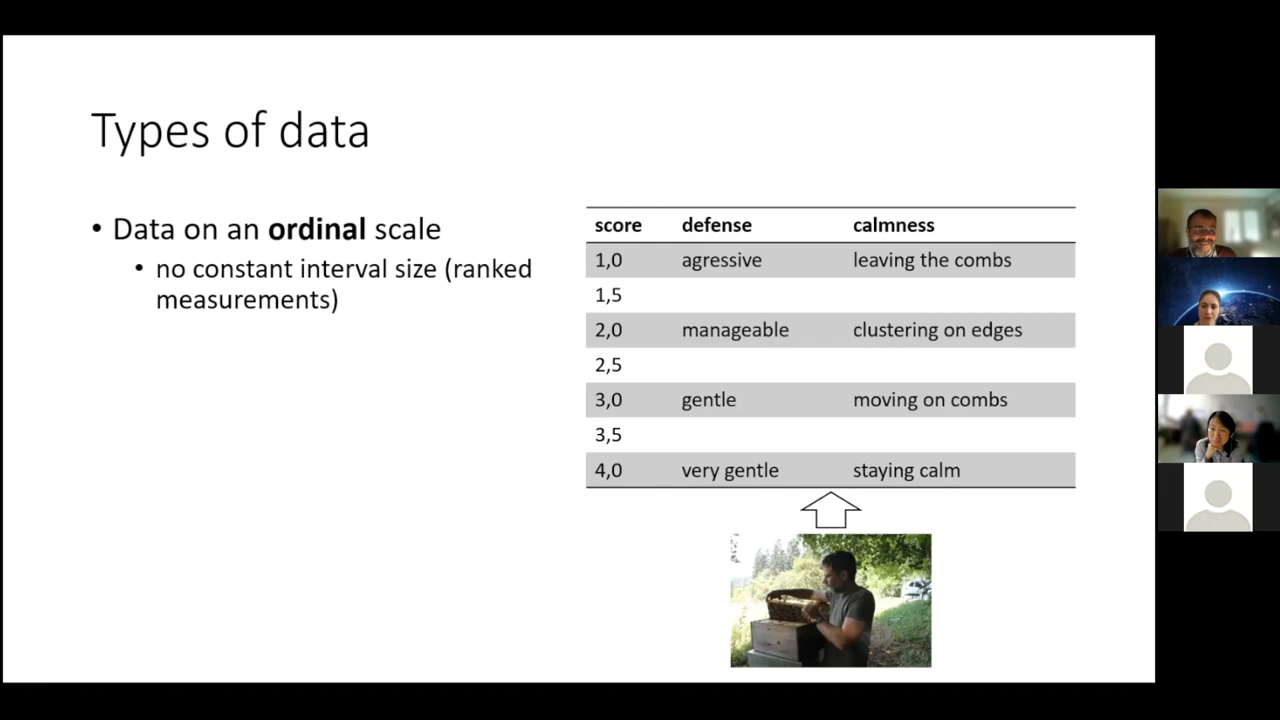 Types of data
• Data on an ordinal scale
• no constant interval size (ranked
measurements)
score defense calmness
1,0 agressive leaving the combs
1,5
2,0 manageable clustering on edges
2,5
3,0 gentle moving on combs
3,5
4,0 very gentle staying calm